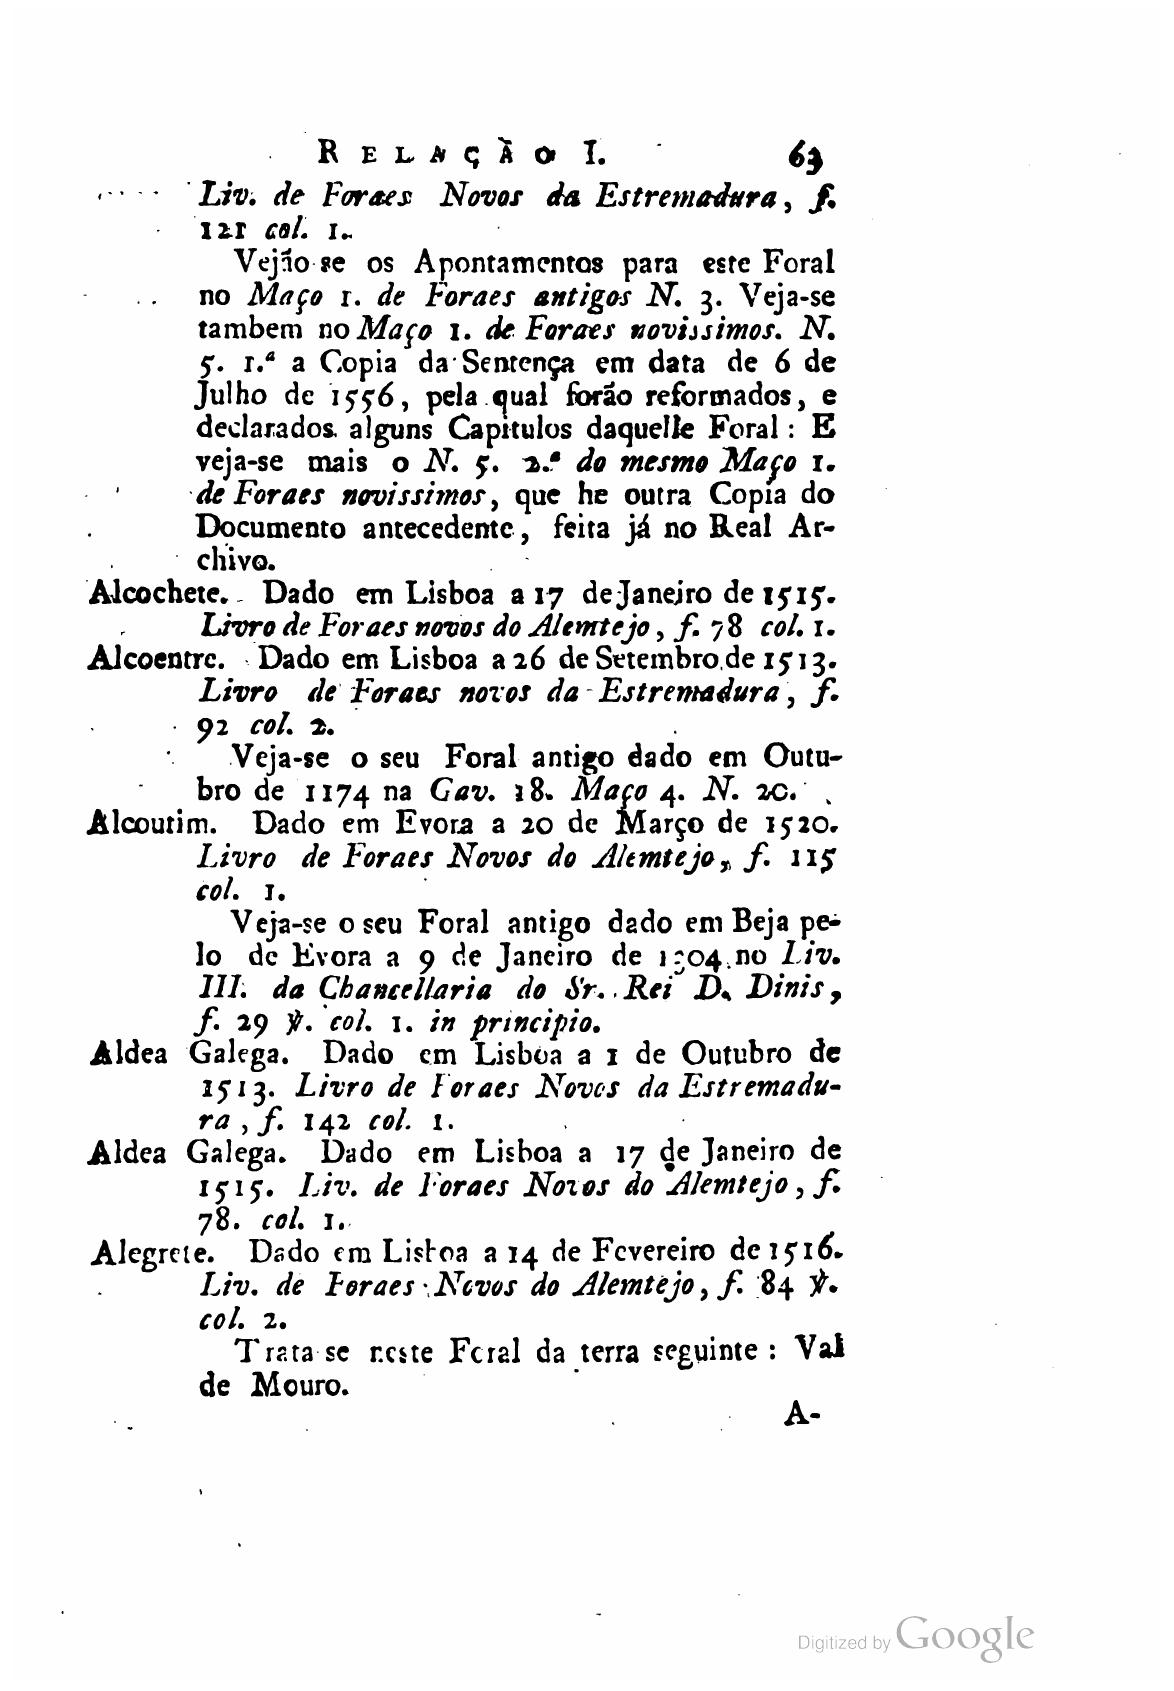 RELAÇÃO I. 63
Liv. de Foraes Novos da Estremadura, f.
121 col. 1.
Vejão-se os Apontamentos para este Foral
no Maço 1. de Foraes antigos N. 3. Veja-se
tambem no Maço 1. de Foraes novissimos. N.
5. 1.ª a Copia da Sentença em data de 6 de
Julho de 1556, pela qual forão reformados, e
declarados alguns Capitulos daquelle Foral: E
veja-se mais o N. 5. 2.ª do mesmo Maço 1.
de Foraes novissimos, que he outra Copia do
Documento antecedente, feita já no Real Ar-
chivo.
Alcochete. Dado em Lisboa a 17 de Janeiro de 1515.
Livro de Foraes novos do Alemtejo, f. 78 col. 1.
Alcoentre. Dado em Lisboa a 26 de Setembro de 1513.
Livro de Foraes novos da Estremadura, f.
92 col. 2.
Veja-se o seu Foral antigo dado em Outu-
bro de 1174 na Gav. 18. Maço 4. N. 20.
Alcoutim. Dado em Evora a 20 de Março de 1520.
Livro de Foraes Novos do Alemtejo, f. 115
col. 1.
Veja-se o seu Foral antigo dado em Beja pe-
lo de Evora a 9 de Janeiro de 1304 no Liv.
III. da Chancellaria do Sr. Rei D. Dinis,
f. 29 ℣. col. 1. in principio.
Aldea Galega. Dado em Lisboa a 1 de Outubro de
1513. Livro de Foraes Novos da Estremadu-
ra, f. 142 col. 1.
Aldea Galega. Dado em Lisboa a 17 de Janeiro de
1515. Liv. de Foraes Novos do Alemtejo, f.
78. col. 1.
Alegrete. Dado em Lisboa a 14 de Fevereiro de 1516.
Liv. de Foraes Novos do Alemtejo, f. 84 ℣.
col. 2.
Trata-se neste Foral da terra seguinte: Val
de Mouro.
A-
Digitized by Google